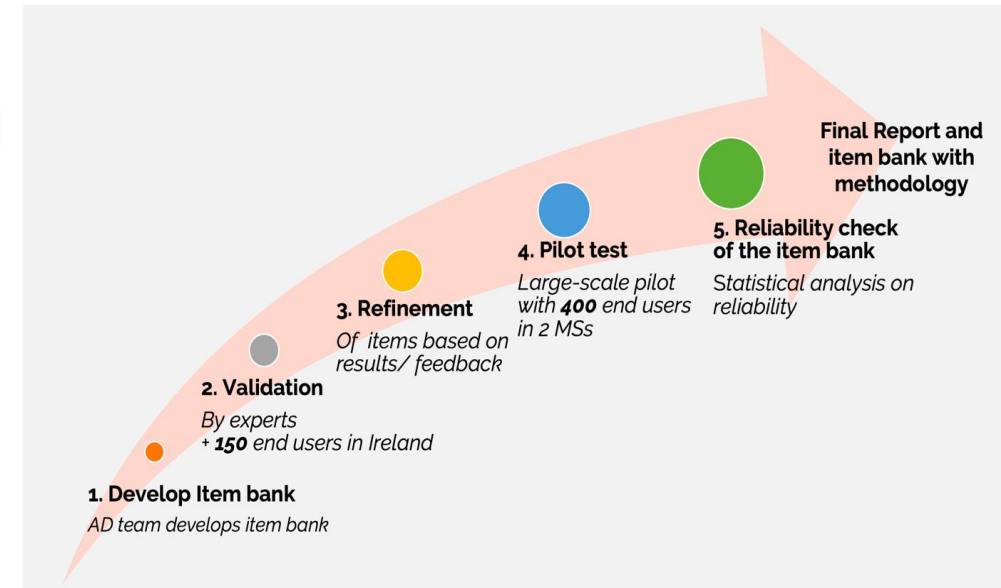 1. Develop Item bank
AD team develops item bank
2. Validation
By experts
+ 150 end users in Ireland
3. Refinement
Of items based on
results/ feedback
4. Pilot test
Large-scale pilot
with 400 end users
in 2 MSs
5. Reliability check
of the item bank
Statistical analysis on
reliability
Final Report and
item bank with
methodology